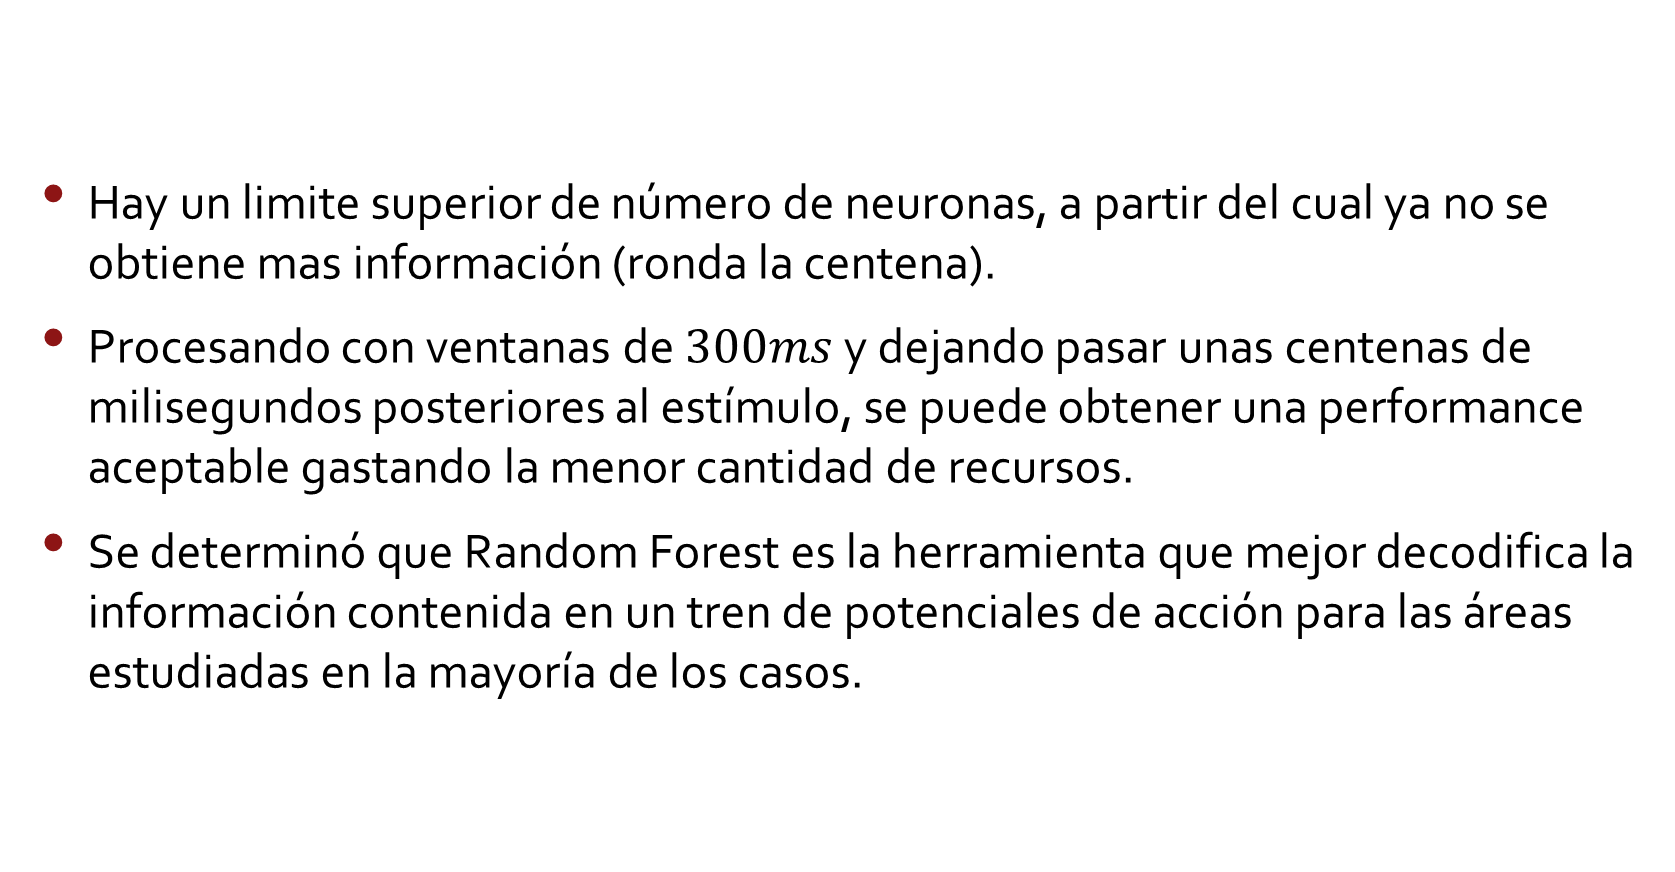 • Hay un limite superior de número de neuronas, a partir del cual ya no se
obtiene mas información (ronda la centena).
• Procesando con ventanas de 300ms y dejando pasar unas centenas de
milisegundos posteriores al estímulo, se puede obtener una performance
aceptable gastando la menor cantidad de recursos.
• Se determinó que Random Forest es la herramienta que mejor decodifica la
información contenida en un tren de potenciales de acción para las áreas
estudiadas en la mayoría de los casos.